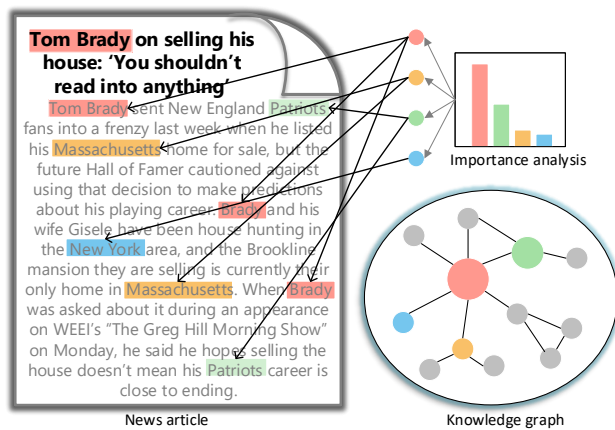 Tom Brady on selling his
house: ‘You shouldn’t
read into anything’
Tom Brady sent New England Patriots
fans into a frenzy last week when he listed
his Massachusetts home for sale, but the
future Hall of Famer cautioned against
using that decision to make predictions
about his playing career. Brady and his
wife Gisele have been house hunting in
the New York area, and the Brookline
mansion they are selling is currently their
only home in Massachusetts. When Brady
was asked about it during an appearance
on WEEI’s “The Greg Hill Morning Show”
on Monday, he said he hopes selling the
house doesn’t mean his Patriots career is
close to ending.
News article
Importance analysis
Knowledge graph